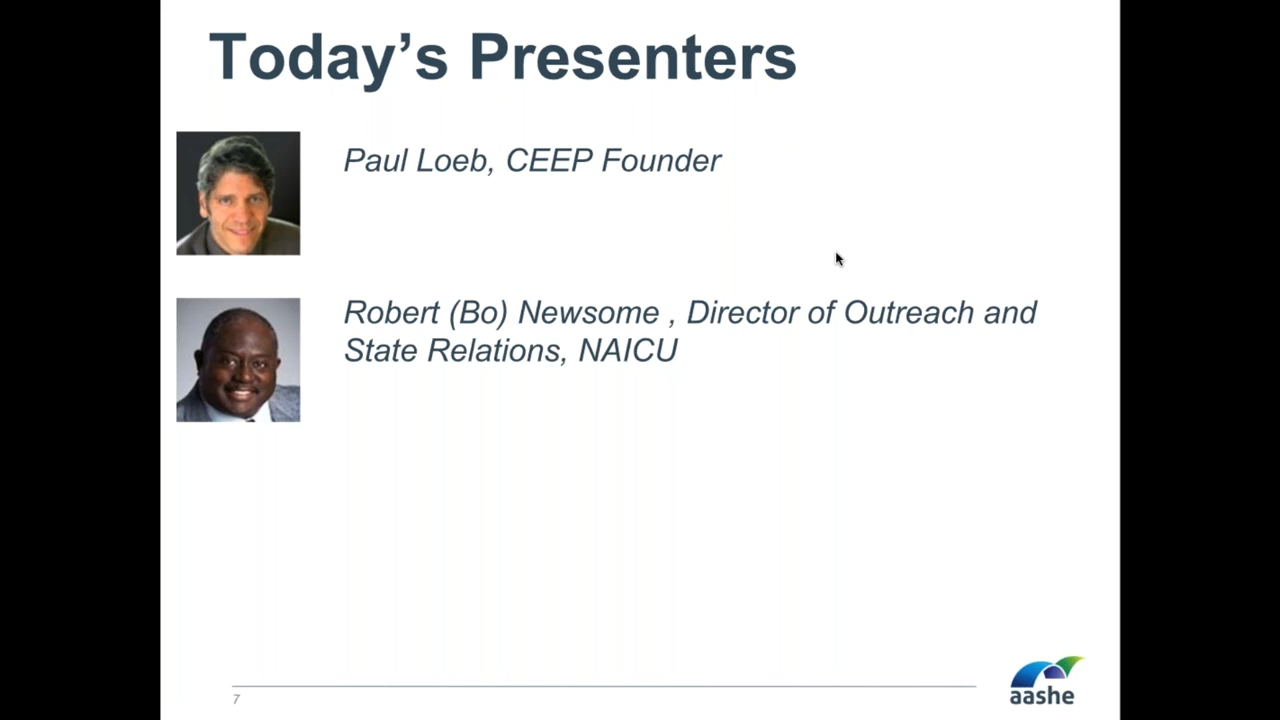 Today’s Presenters
Paul Loeb, CEEP Founder
Robert (Bo) Newsome , Director of Outreach and
State Relations, NAICU
7
aashe